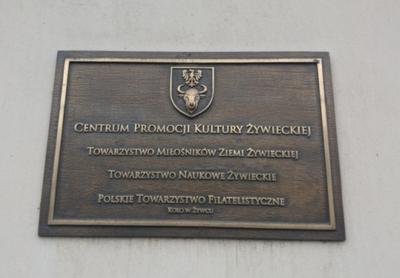 Centrum Promocji Kultury Żywieckiej
Towarzystwo Miłośników Ziemi Żywieckiej
Towarzystwo Naukowe Żywieckie
Polskie Towarzystwo Filatelistyczne
Koło w Żywcu